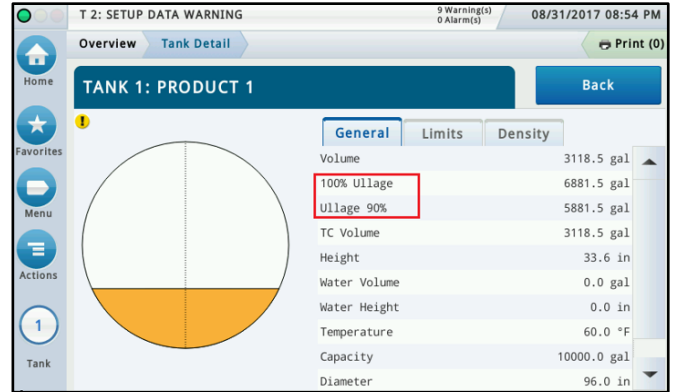 T 2: SETUP DATA WARNING
9 Warning(s)
0 Alarm(s)
08/31/2017 08:54 PM
Overview
Tank Detail
Print (0)
Home
TANK 1: PRODUCT 1
Back
Favorites
General
Limits
Density
Volume 3118.5 gal
100% Ullage 6881.5 gal
Ullage 90% 5881.5 gal
TC Volume 3118.5 gal
Height 33.6 in
Water Volume 0.0 gal
Water Height 0.0 in
Temperature 60.0 °F
Capacity 10000.0 gal
Diameter 96.0 in
Menu
Actions
1
Tank